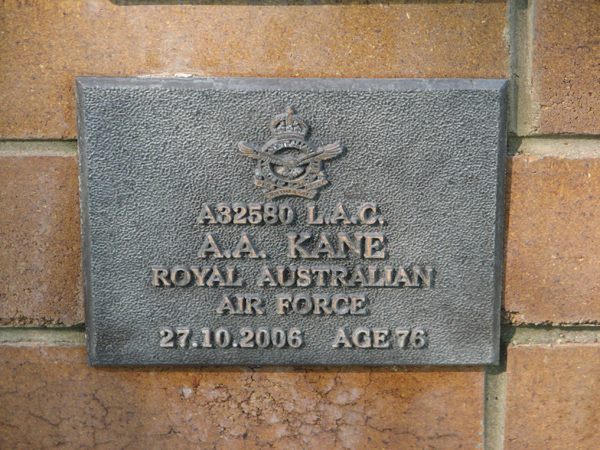 A32580 L.A.C.
A.A. KANE
ROYAL AUSTRALIAN
AIR FORCE
27.10.2006 AGE 76